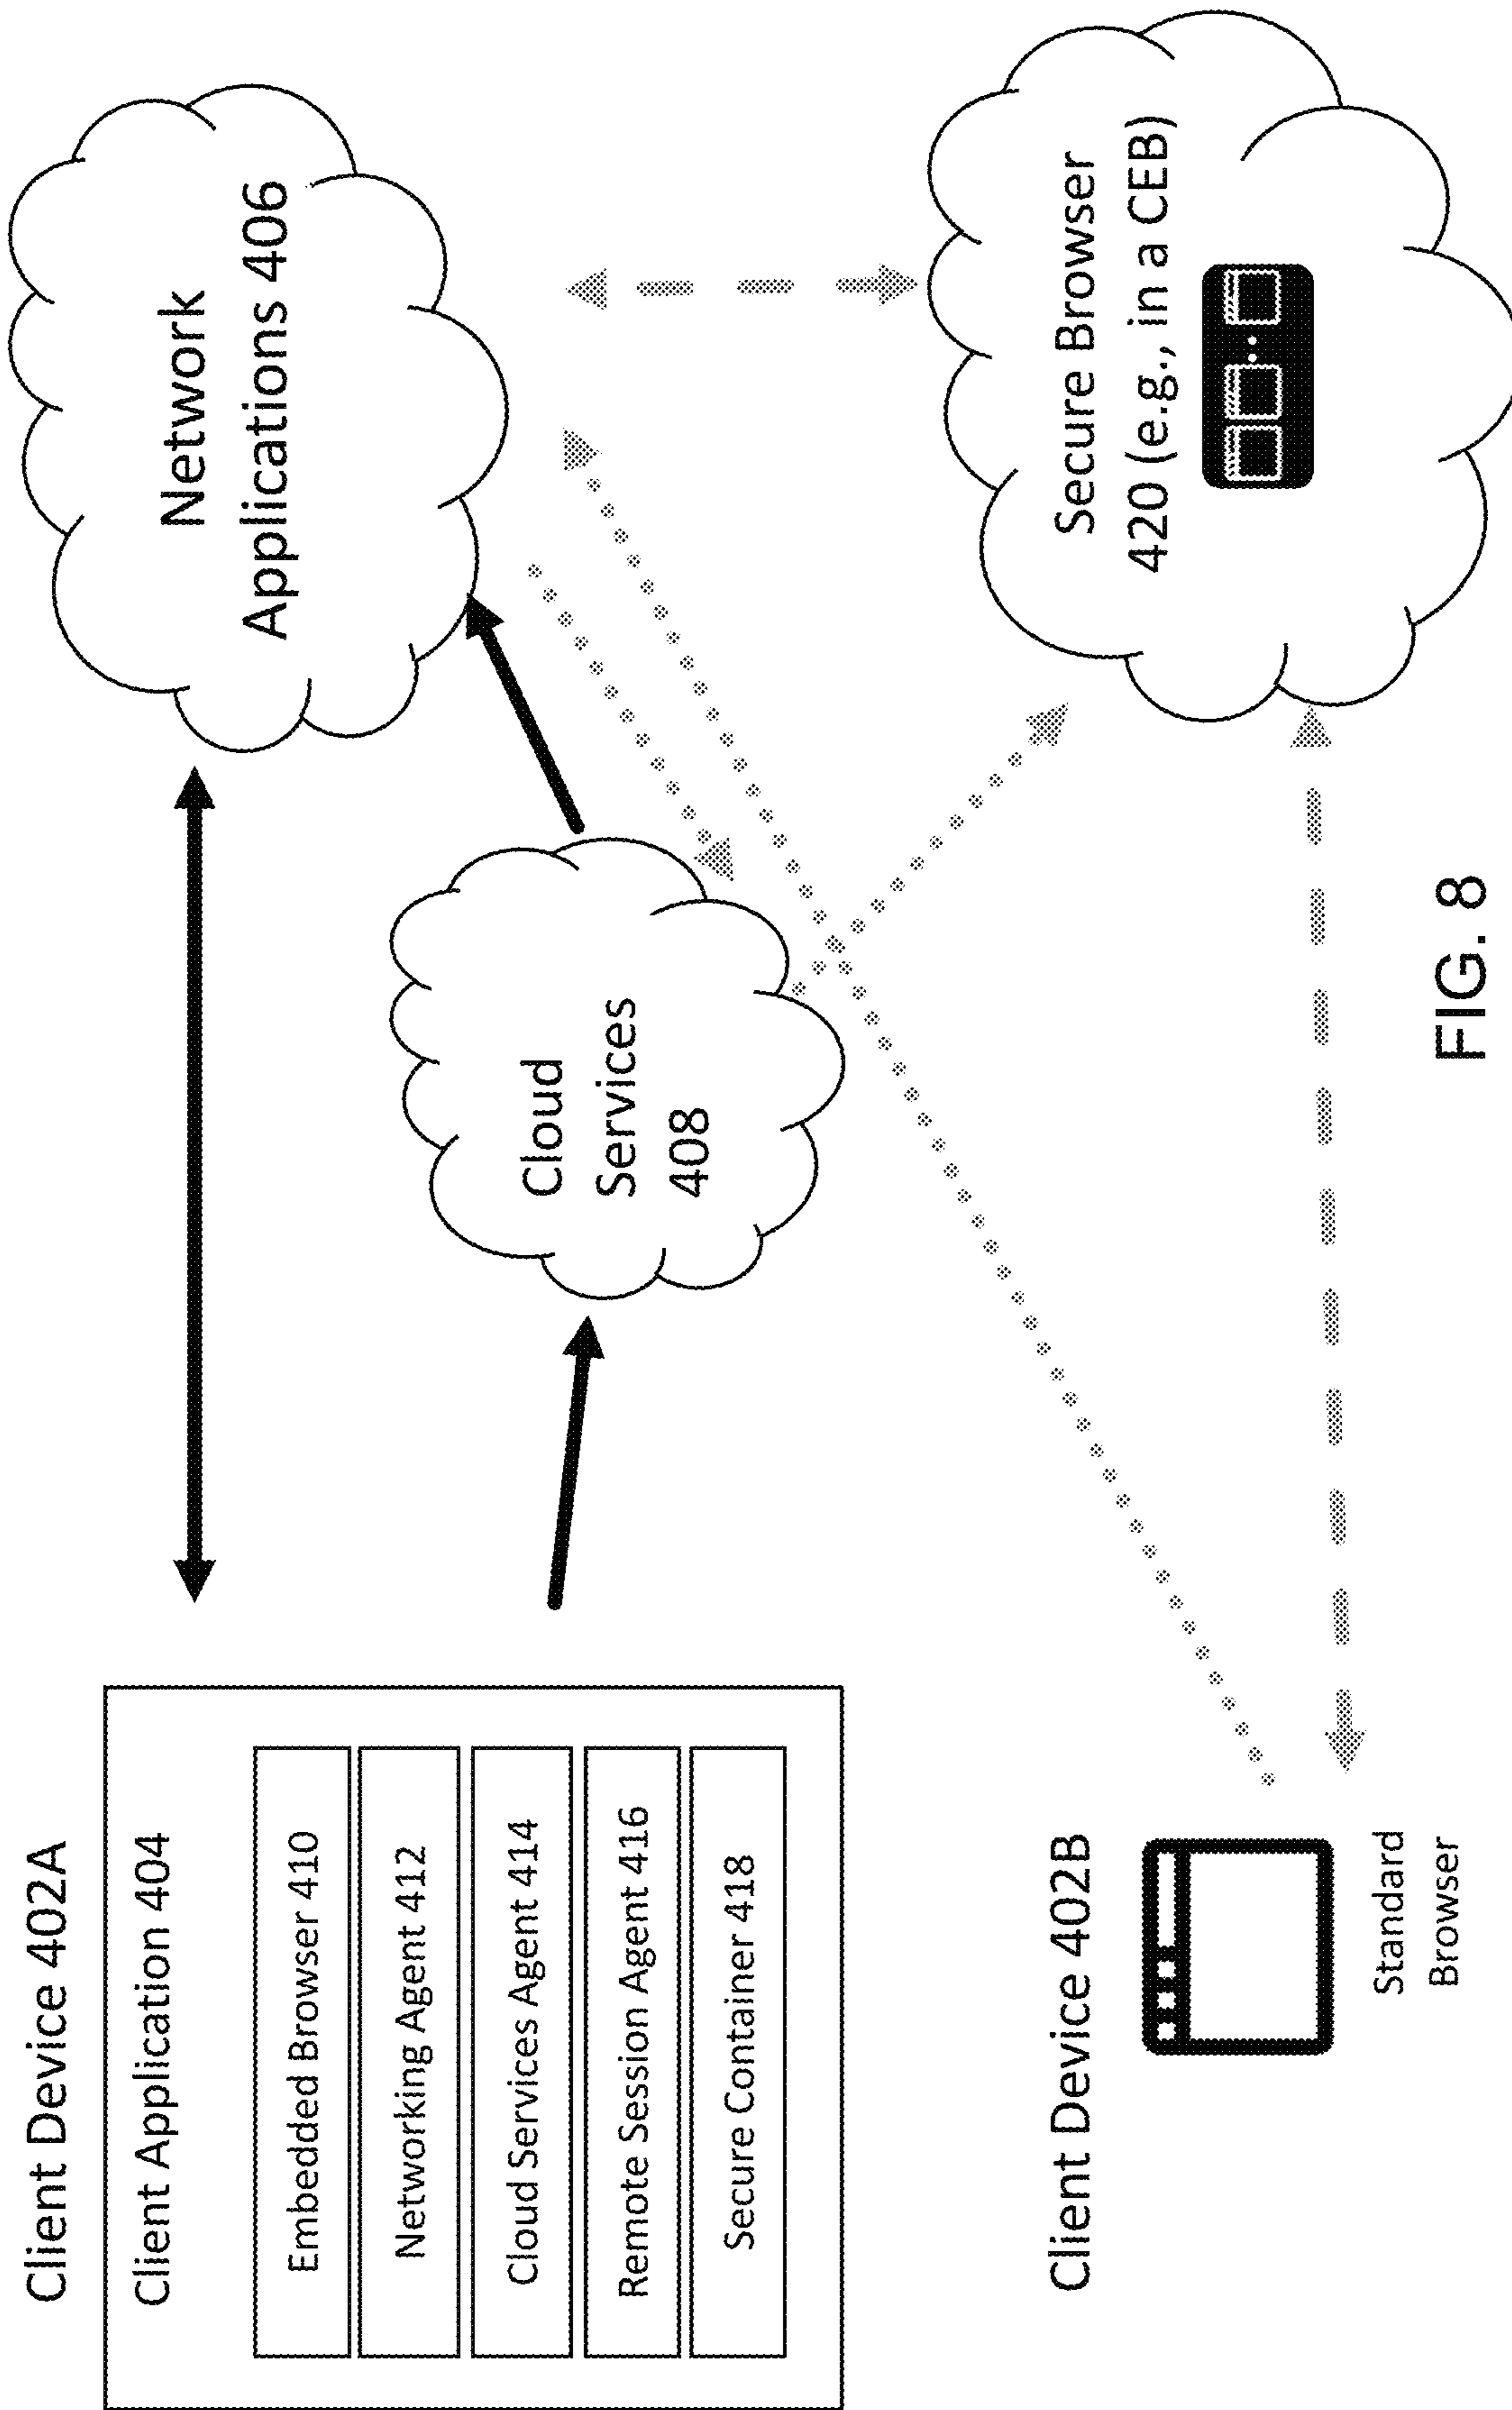 Client Device 402A
Client Application 404
Embedded Browser 410
Networking Agent 412
Cloud Services Agent 414
Remote Session Agent 416
Secure Container 418
Network
Applications 406
Cloud
Services
408
Client Device 402B
Standard
Browser
Secure Browser
420 (e.g., in a CEB)
FIG. 8